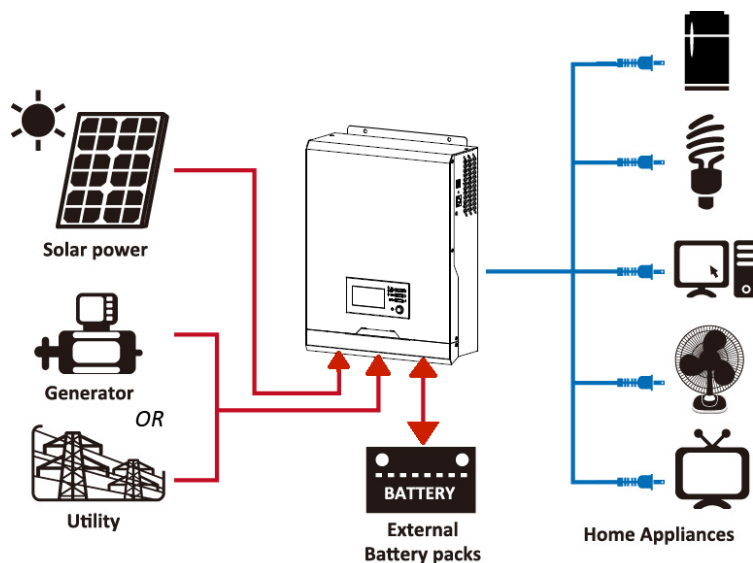 Solar power
Generator
OR
Utility
BATTERY
External
Battery packs
Home Appliances